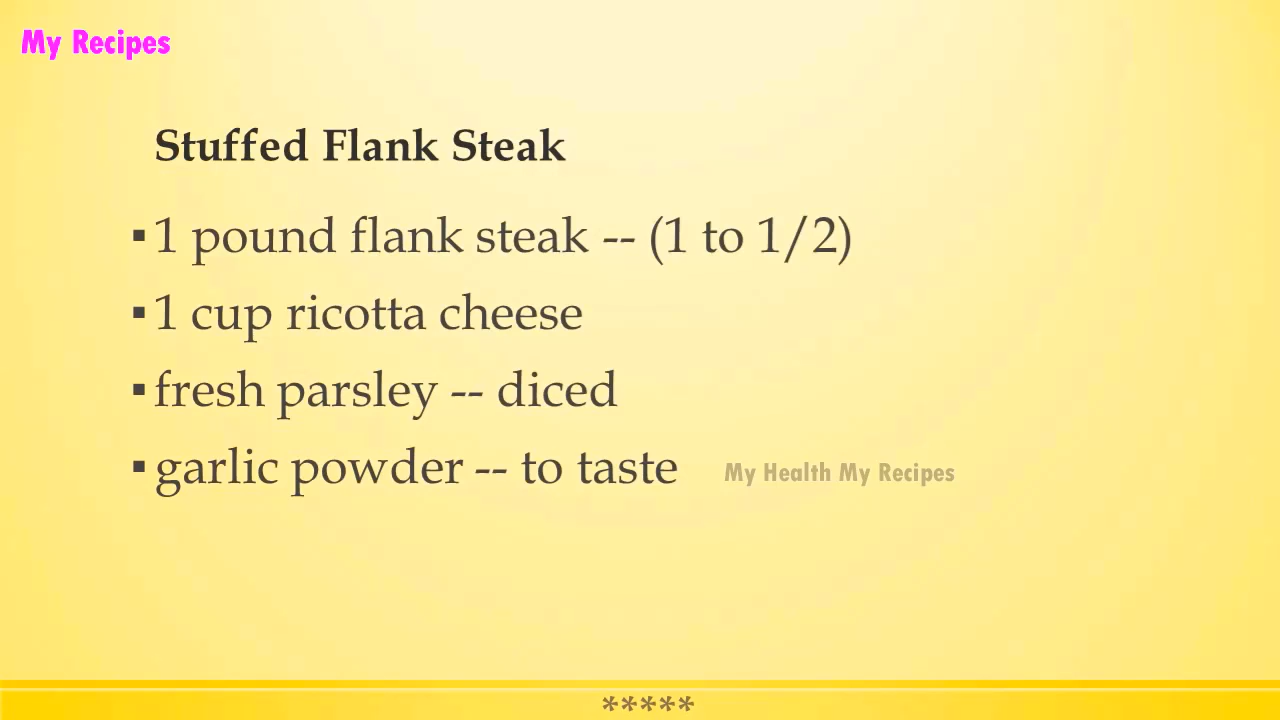 My Recipes
Stuffed Flank Steak
▪ 1 pound flank steak -- (1 to 1/2)
▪ 1 cup ricotta cheese
▪ fresh parsley -- diced
▪ garlic powder -- to taste
My Health My Recipes
*****